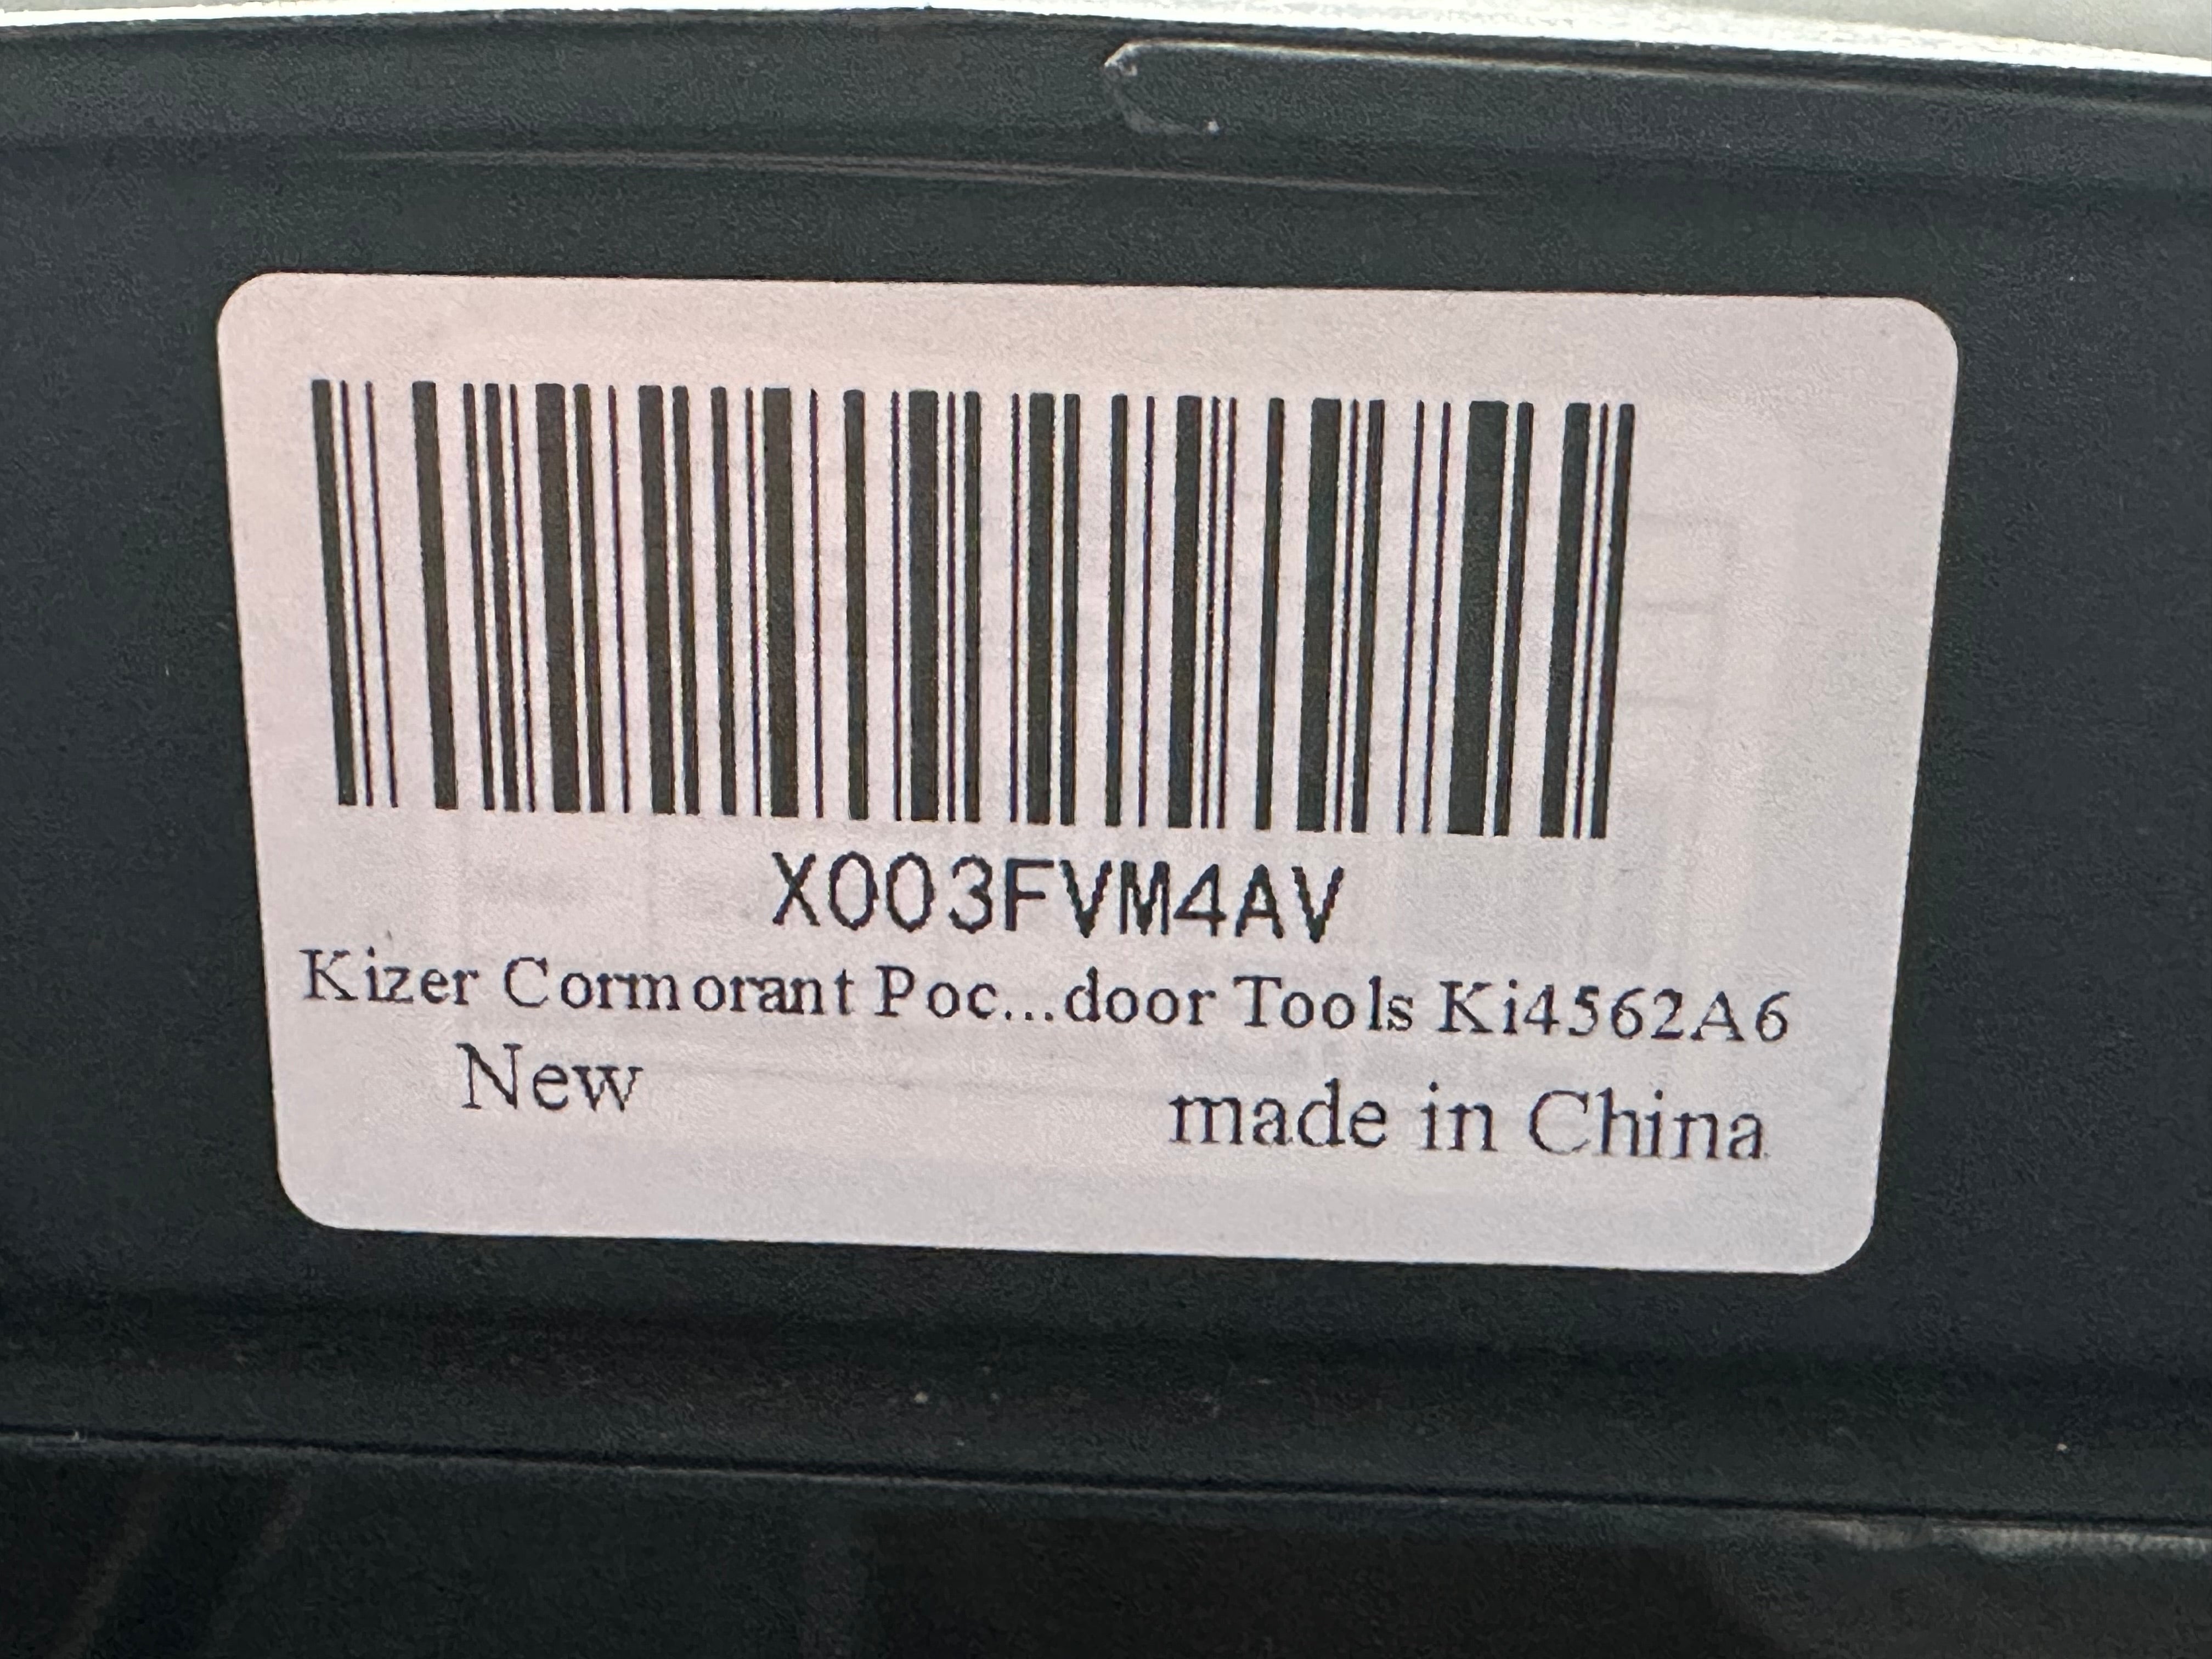 X003FVM4AV
Kizer Cormorant Poc...door Tools Ki4562A6
New made in China